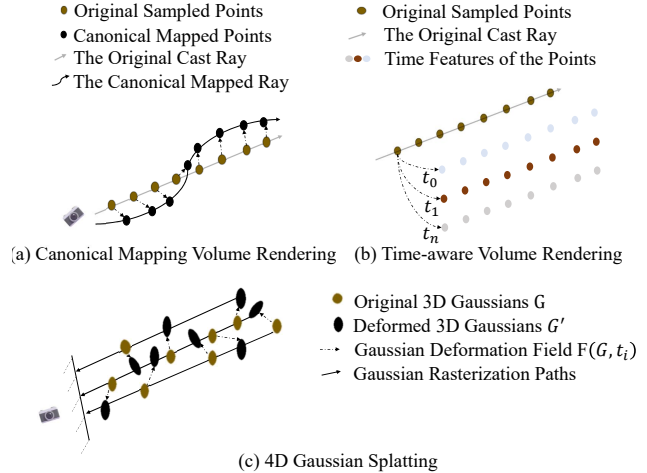 Original Sampled Points
Canonical Mapped Points
The Original Cast Ray
The Canonical Mapped Ray
(a) Canonical Mapping Volume Rendering
Original Sampled Points
The Original Cast Ray
Time Features of the Points
t₀
t₁
tₙ
(b) Time-aware Volume Rendering
Original 3D Gaussians G
Deformed 3D Gaussians G′
Gaussian Deformation Field F(G, tᵢ)
Gaussian Rasterization Paths
(c) 4D Gaussian Splatting